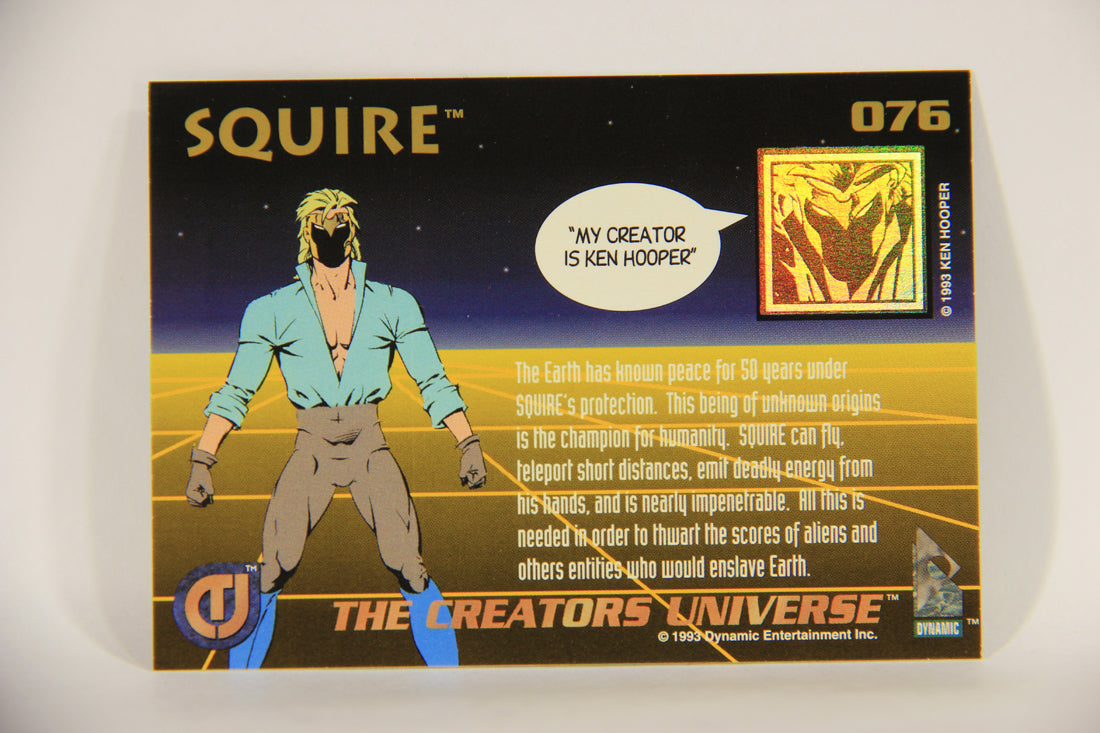 SQUIRE™
076
"MY CREATOR
IS KEN HOOPER"
© 1993 KEN HOOPER
The Earth has known peace for 50 years under
SQUIRE's protection. This being of unknown origins
is the champion for humanity. SQUIRE can fly,
teleport short distances, emit deadly energy from
his hands, and is nearly impenetrable. All this is
needed in order to thwart the scores of aliens and
others entities who would enslave Earth.
TM
THE CREATORS UNIVERSE™
© 1993 Dynamic Entertainment Inc.
DYNAMIC™